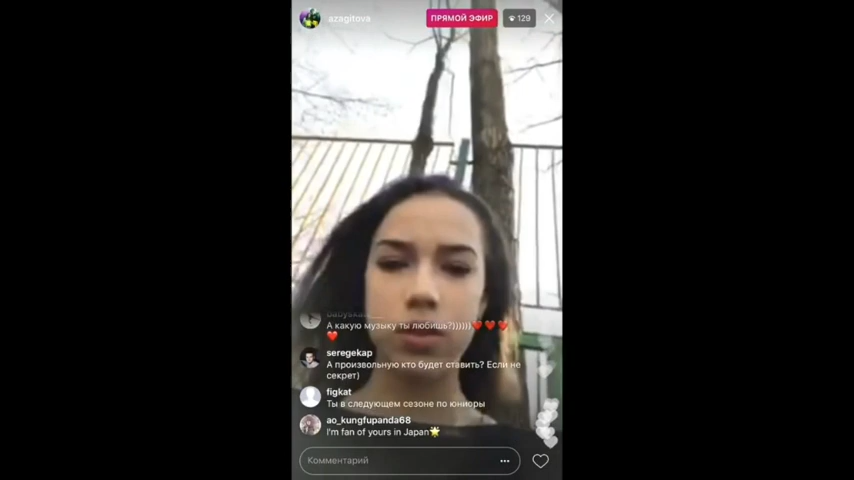 azagitova
ПРЯМОЙ ЭФИР
129
А какую музыку ты любишь?))))))❤️❤️❤️
❤️
seregekap
А произвольную кто будет ставить? Если не
секрет)
figkat
Ты в следующем сезоне по юниоры
ao_kungfupanda68
I'm fan of yours in Japan🌟
Комментарий